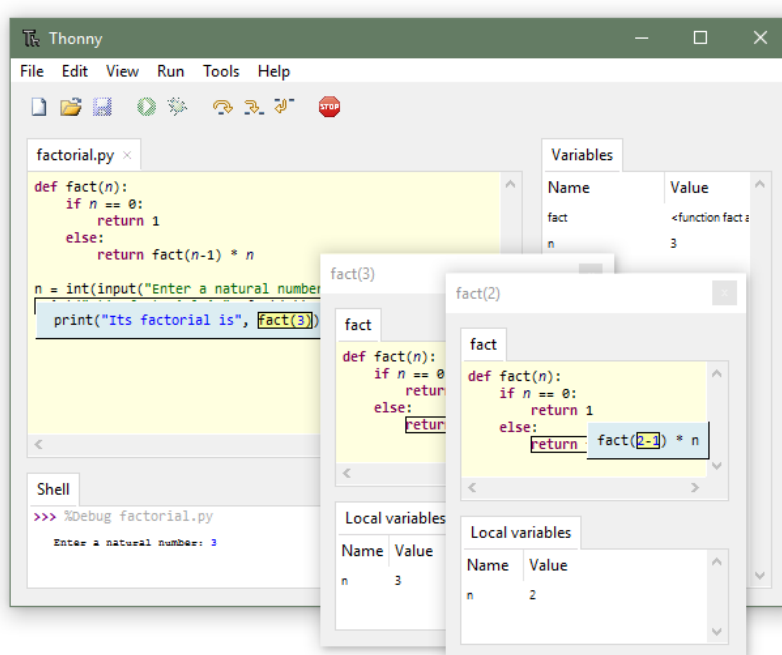 Thonny
File Edit View Run Tools Help
STOP
factorial.py ×
def fact(n):
if n == 0:
return 1
else:
return fact(n-1) * n
n = int(input("Enter a natural number
print("Its factorial is", fact(3))
Shell
>>> %Debug factorial.py
Enter a natural number: 3
Variables
Name Value
fact <function fact a
n 3
fact(3)
fact
def fact(n):
if n == 0
retur
else:
retur
Local variables
Name Value
n 3
fact(2)
x
fact
def fact(n):
if n == 0:
return 1
else:
return fact(2-1) * n
Local variables
Name Value
n 2